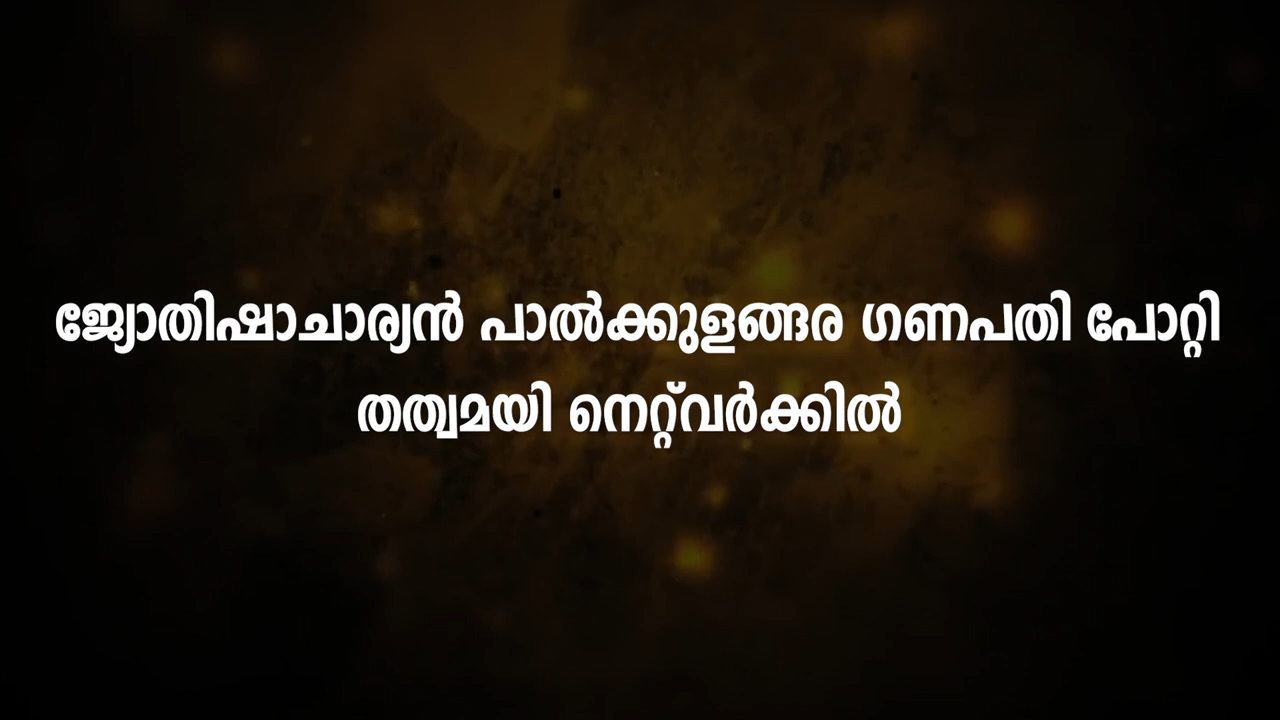 ജ്യോതിഷാചാര്യൻ പാൽക്കുളങ്ങര ഗണപതി പോറ്റി
തത്വമയി നെറ്റ്‌വർക്കിൽ